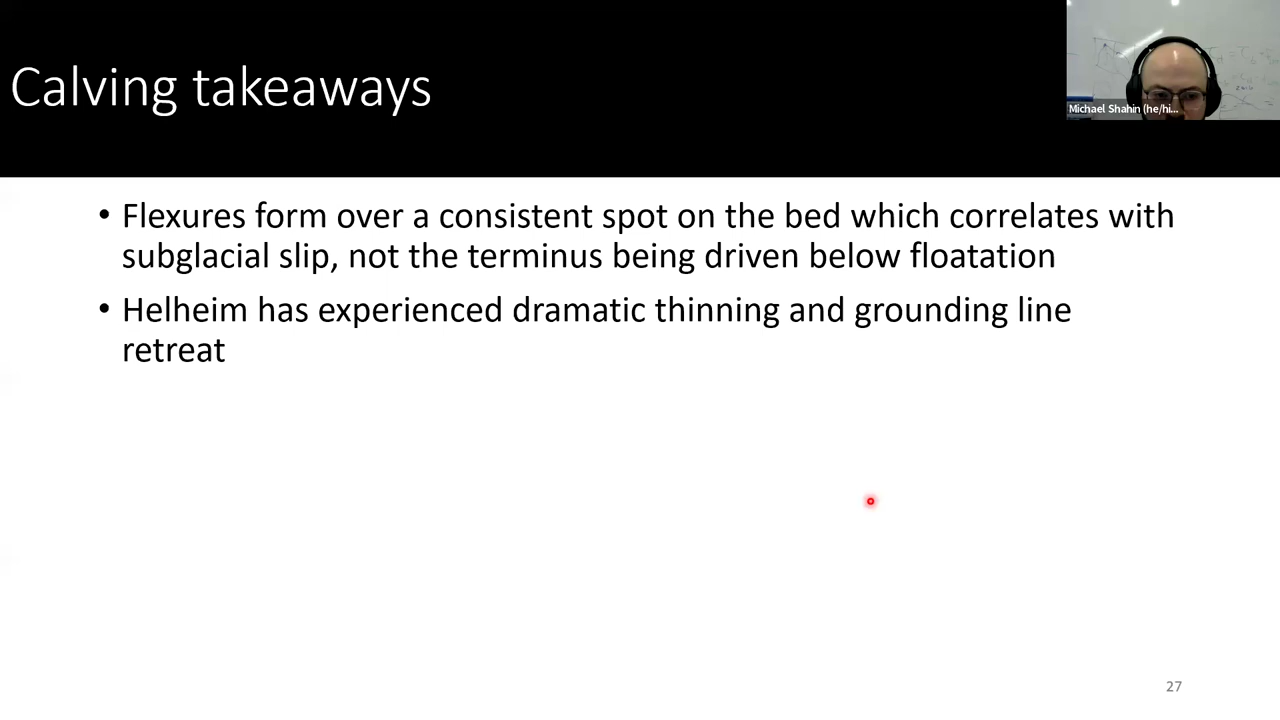 Calving takeaways
Michael Shahin (he/hi...
• Flexures form over a consistent spot on the bed which correlates with
subglacial slip, not the terminus being driven below floatation
• Helheim has experienced dramatic thinning and grounding line
retreat
27